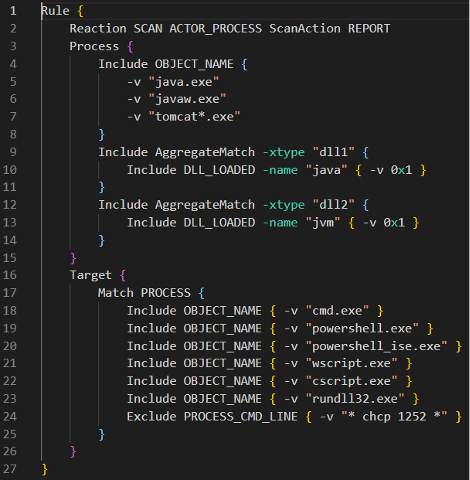 1 Rule {
2 Reaction SCAN ACTOR_PROCESS ScanAction REPORT
3 Process {
4 Include OBJECT_NAME {
5 -v "java.exe"
6 -v "javaw.exe"
7 -v "tomcat*.exe"
8 }
9 Include AggregateMatch -xtype "dll1" {
10 Include DLL_LOADED -name "java" { -v 0x1 }
11 }
12 Include AggregateMatch -xtype "dll2" {
13 Include DLL_LOADED -name "jvm" { -v 0x1 }
14 }
15 }
16 Target {
17 Match PROCESS {
18 Include OBJECT_NAME { -v "cmd.exe" }
19 Include OBJECT_NAME { -v "powershell.exe" }
20 Include OBJECT_NAME { -v "powershell_ise.exe" }
21 Include OBJECT_NAME { -v "wscript.exe" }
22 Include OBJECT_NAME { -v "cscript.exe" }
23 Include OBJECT_NAME { -v "rundll32.exe" }
24 Exclude PROCESS_CMD_LINE { -v "* chcp 1252 *" }
25 }
26 }
27 }